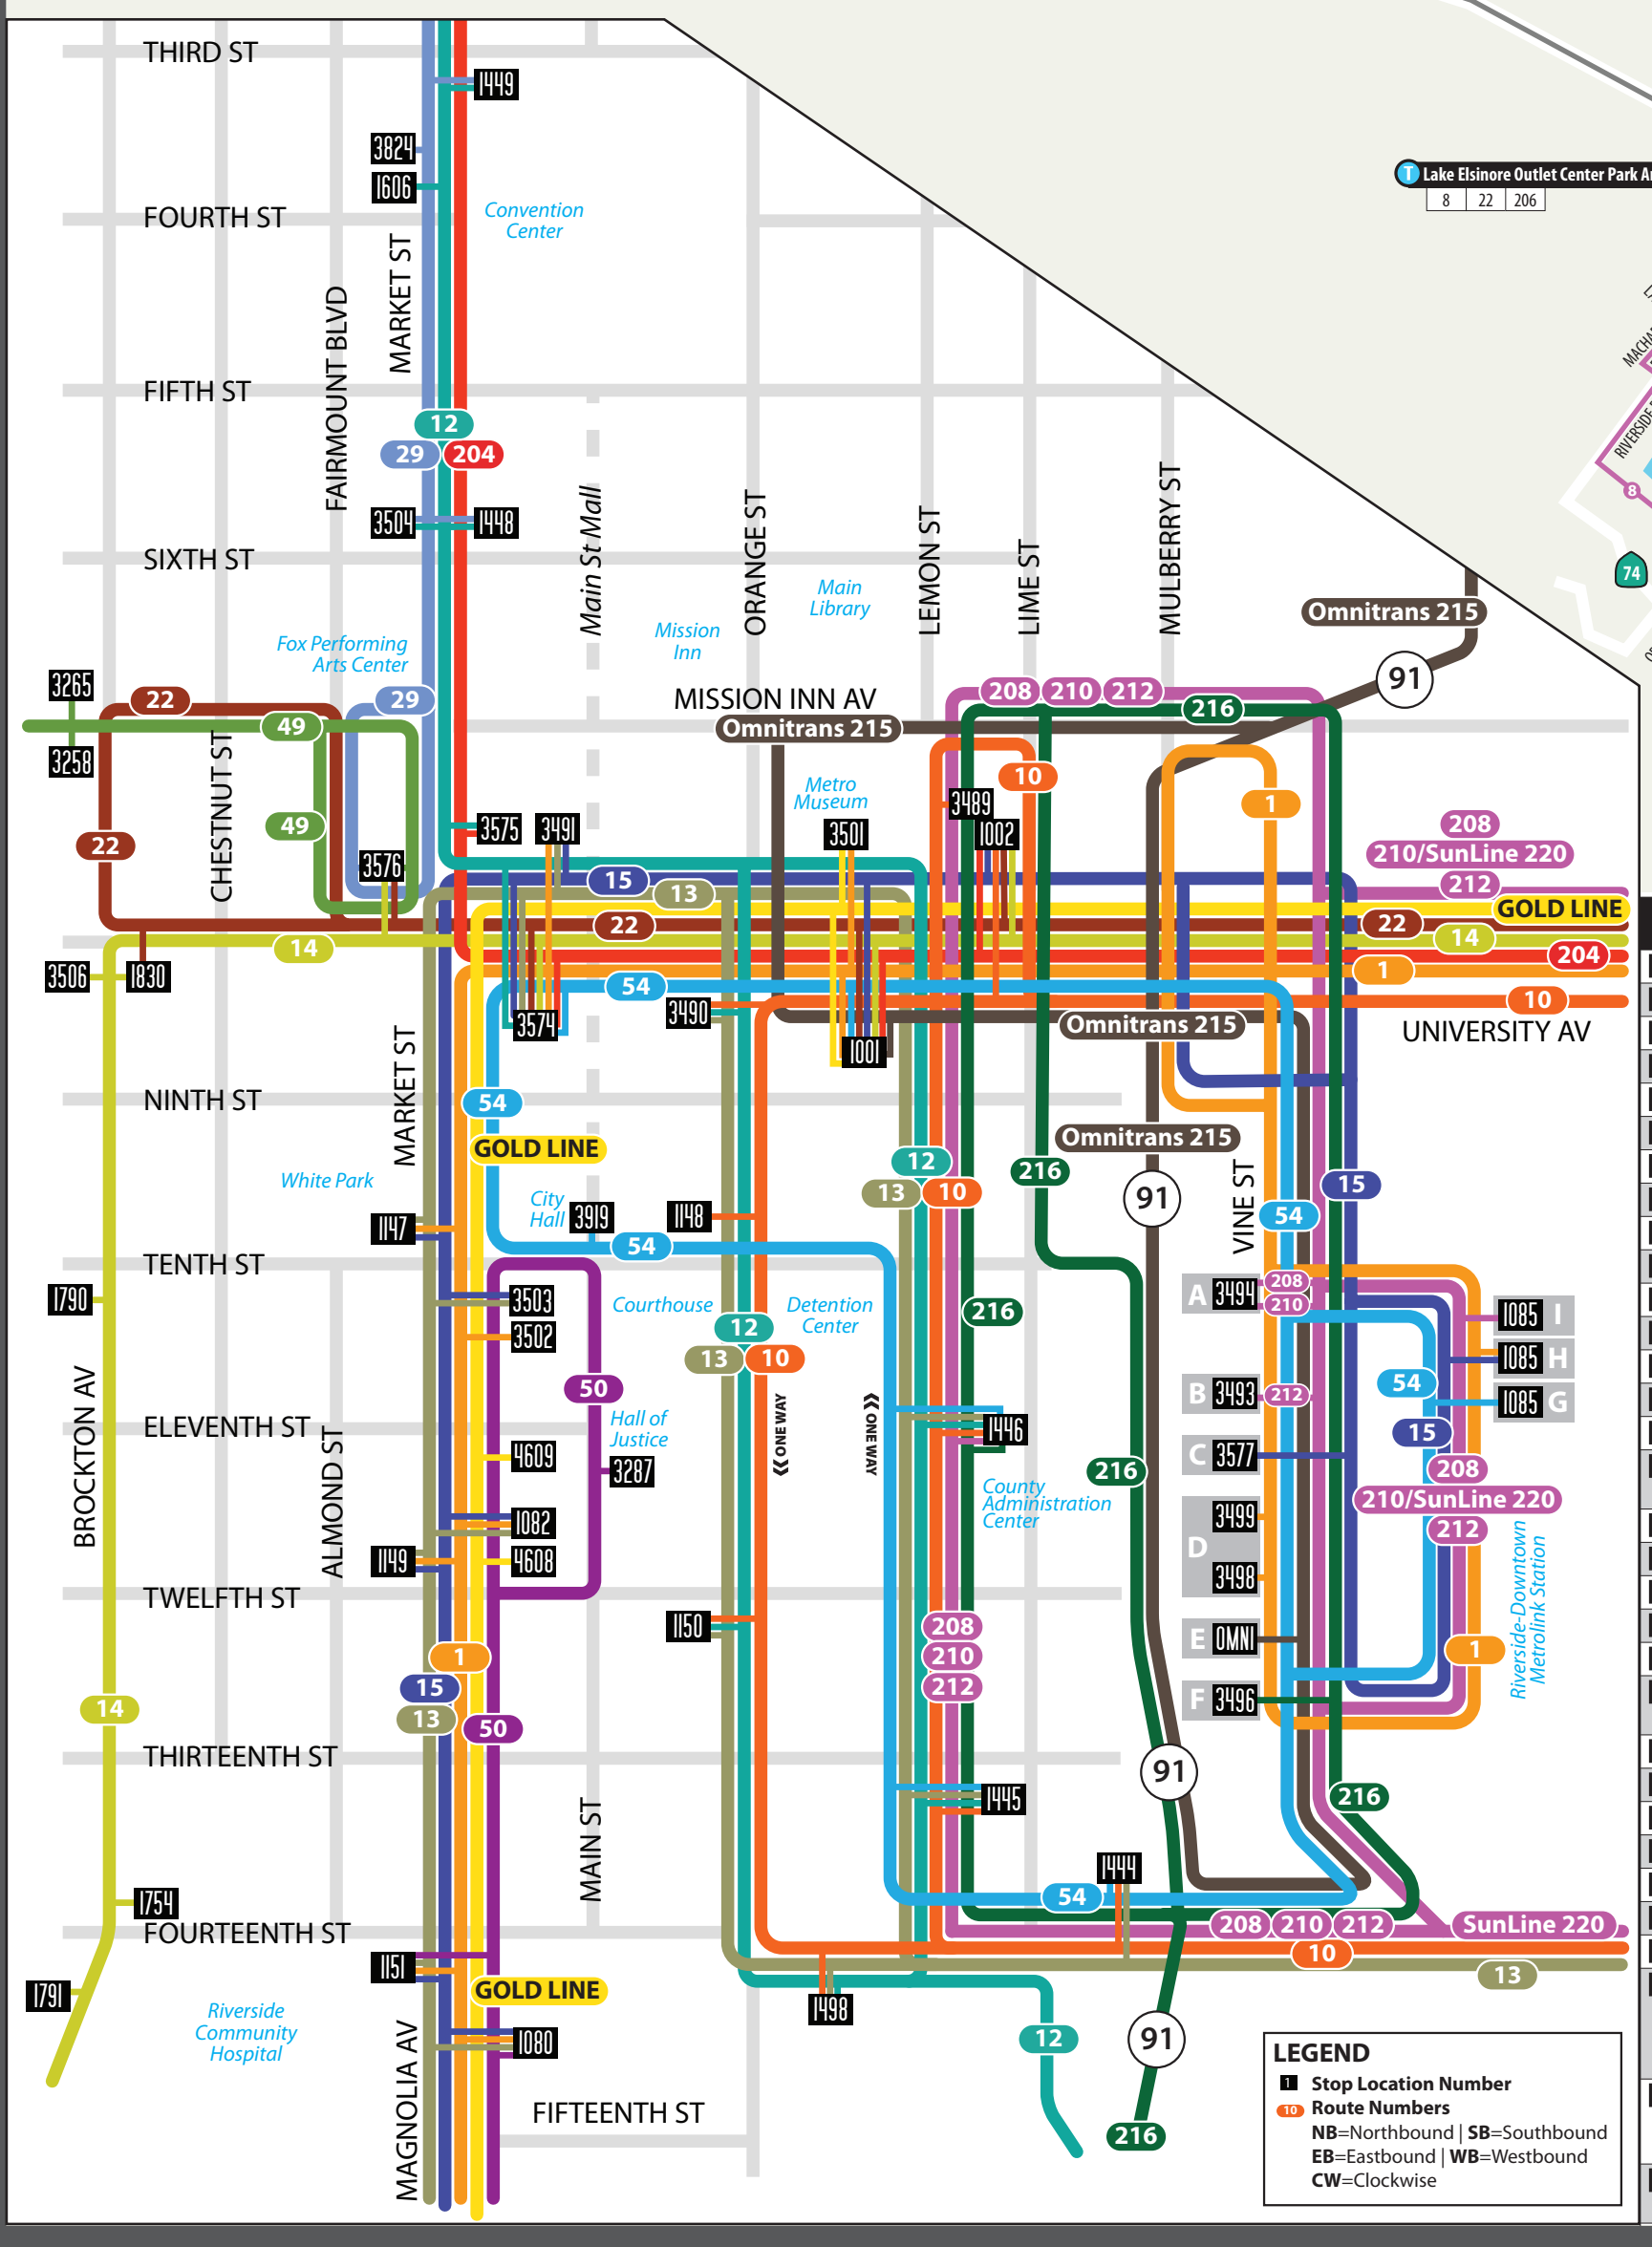 THIRD ST
1449
3824
1606
T Lake Elsinore Outlet Center Park
8 22 206
FOURTH ST
Convention
Center
MARKET ST
FAIRMOUNT BLVD
FIFTH ST
12
29 204
3504 1448
SIXTH ST
Main St Mall
ORANGE ST
LEMON ST
LIME ST
MULBERRY ST
8
74
Main
Library
Mission
Inn
Omnitrans 215
Fox Performing
Arts Center
91
3265
22
29
MISSION INN AV
208 210 212
216
49
Omnitrans 215
3258
CHESTNUT ST
10
Metro
Museum
3489
1
49
22
3575 3491
3501
1002
208
210/SunLine 220
212
3576
15
13
GOLD LINE
22
22
14
14
204
3506 1830
1
54
10
3490
3574
Omnitrans 215
UNIVERSITY AV
1001
MARKET ST
NINTH ST
54
GOLD LINE
Omnitrans 215
12
13 10
216
91
VINE ST
15
White Park
City
Hall
3919
1148
1147
54
54
TENTH ST
1790
3503
Courthouse
Detention
Center
216
A 3494
208
210
1085 I
3502
12
13 10
1085 H
50
54
BROCKTON AV
ALMOND ST
B 3493 212
1085 G
ONE WAY
ONE WAY
ELEVENTH ST
Hall of
Justice
1446
15
4609
3287
C 3577
216
208
210/SunLine 220
212
County
Administration
Center
1082
3499
D
3498
1149
4608
Riverside-Downtown
Metrolink Station
TWELFTH ST
1150
208
210
212
E OMNI
1
1
15
13
50
F 3496
14
THIRTEENTH ST
91
MAIN ST
1445
216
1444
1754
54
FOURTEENTH ST
208 210 212
SunLine 220
10
1151
13
1791
GOLD LINE
1498
Riverside
Community
Hospital
1080
12
91
MAGNOLIA AV
FIFTEENTH ST
216
LEGEND
1 Stop Location Number
10 Route Numbers
NB=Northbound | SB=Southbound
EB=Eastbound | WB=Westbound
CW=Clockwise